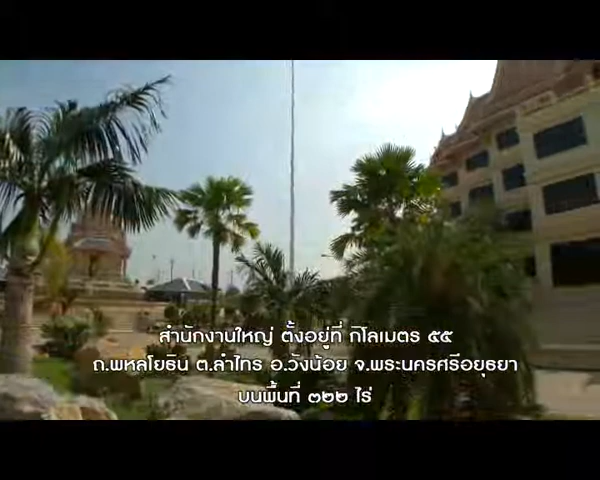 สำนักงานใหญ่ ตั้งอยู่ที่ กิโลเมตร ๕๕
ถ.พหลโยธิน ต.ลำไทร อ.วังน้อย จ.พระนครศรีอยุธยา
บนพื้นที่ ๓๒๒ ไร่